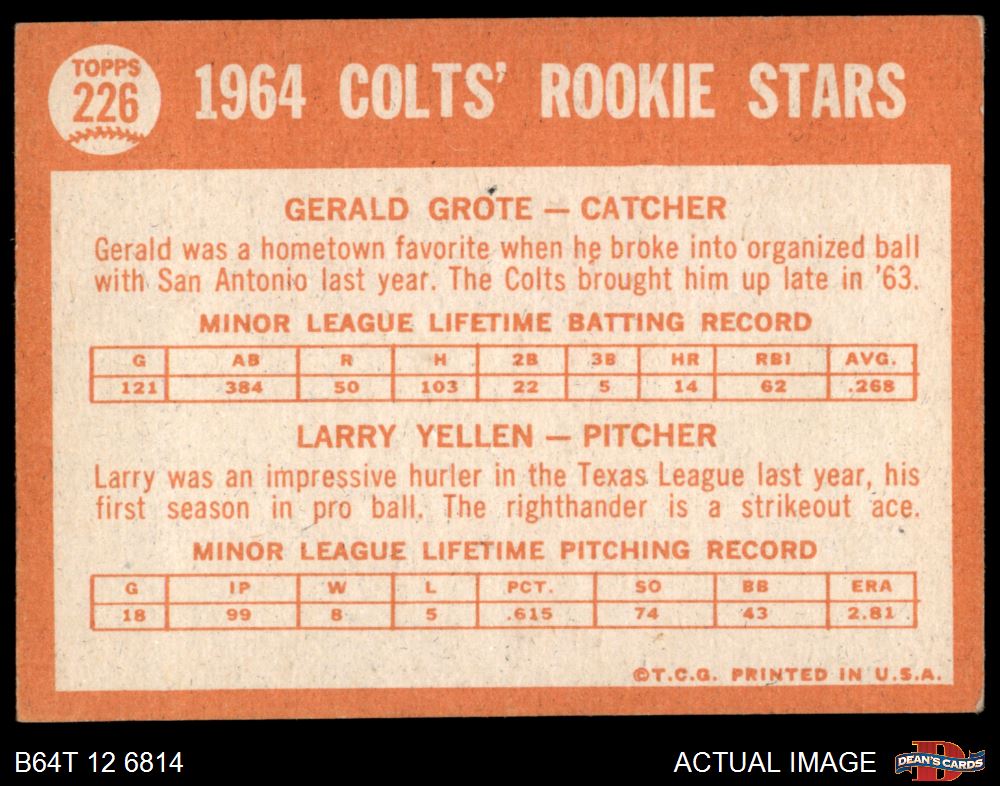 TOPPS
226
1964 COLTS' ROOKIE STARS
GERALD GROTE — CATCHER
Gerald was a hometown favorite when he broke into organized ball
with San Antonio last year. The Colts brought him up late in '63.
MINOR LEAGUE LIFETIME BATTING RECORD
G AB R H 2B 3B HR RBI AVG.
121 384 50 103 22 5 14 62 .268
LARRY YELLEN — PITCHER
Larry was an impressive hurler in the Texas League last year, his
first season in pro ball. The righthander is a strikeout ace.
MINOR LEAGUE LIFETIME PITCHING RECORD
G IP W L PCT. SO BB ERA
18 99 8 5 .615 74 43 2.81
©T.C.G. PRINTED IN U.S.A.
B64T 12 6814
ACTUAL IMAGE
D
DEAN'S CARDS